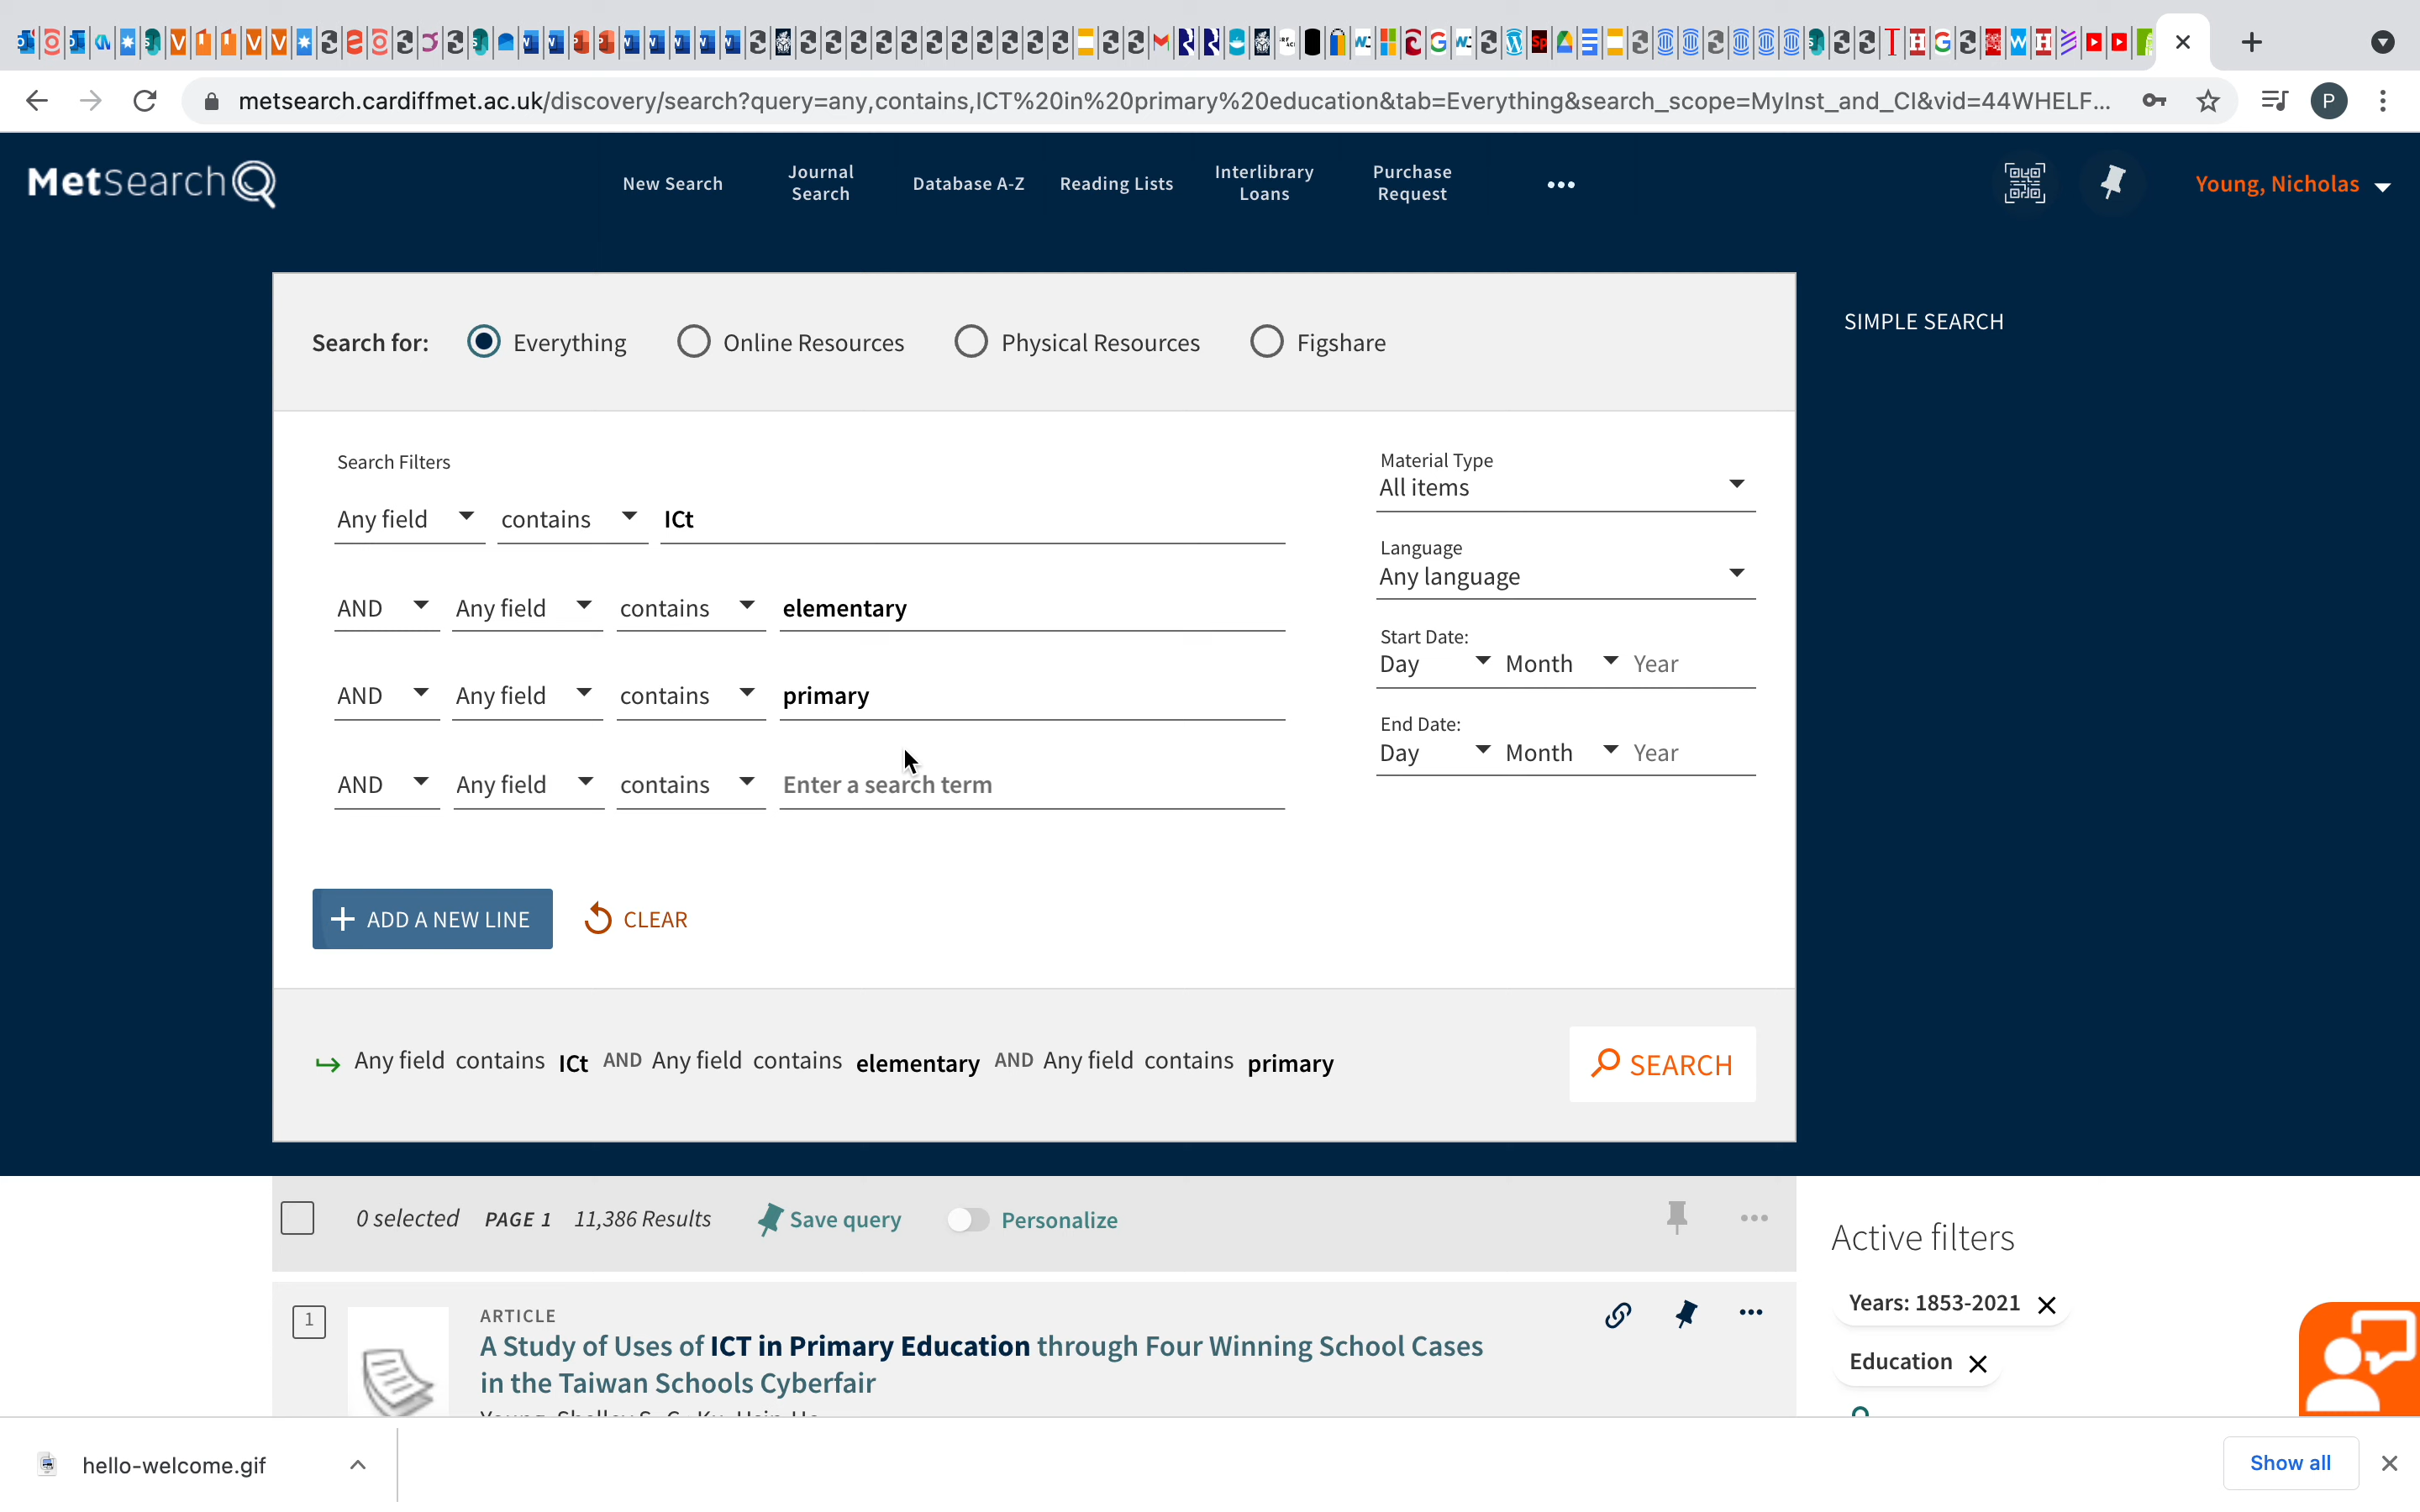 metsearch.cardiffmet.ac.uk/discovery/search?query=any,contains,ICT%20in%20primary%20education&tab=Everything&search_scope=MyInst_and_CI&vid=44WHELF...
P
MetSearch
New Search
Journal Search
Database A-Z
Reading Lists
Interlibrary Loans
Purchase Request
Young, Nicholas
Search for:
Everything
Online Resources
Physical Resources
Figshare
SIMPLE SEARCH
Search Filters
Any field contains ICt
AND Any field contains elementary
AND Any field contains primary
AND Any field contains Enter a search term
Material Type
All items
Language
Any language
Start Date:
Day Month Year
End Date:
Day Month Year
+ ADD A NEW LINE
CLEAR
Any field contains ICt AND Any field contains elementary AND Any field contains primary
SEARCH
0 selected PAGE 1 11,386 Results
Save query
Personalize
Active filters
Years: 1853-2021
Education
1
ARTICLE
A Study of Uses of ICT in Primary Education through Four Winning School Cases
in the Taiwan Schools Cyberfair
hello-welcome.gif
Show all